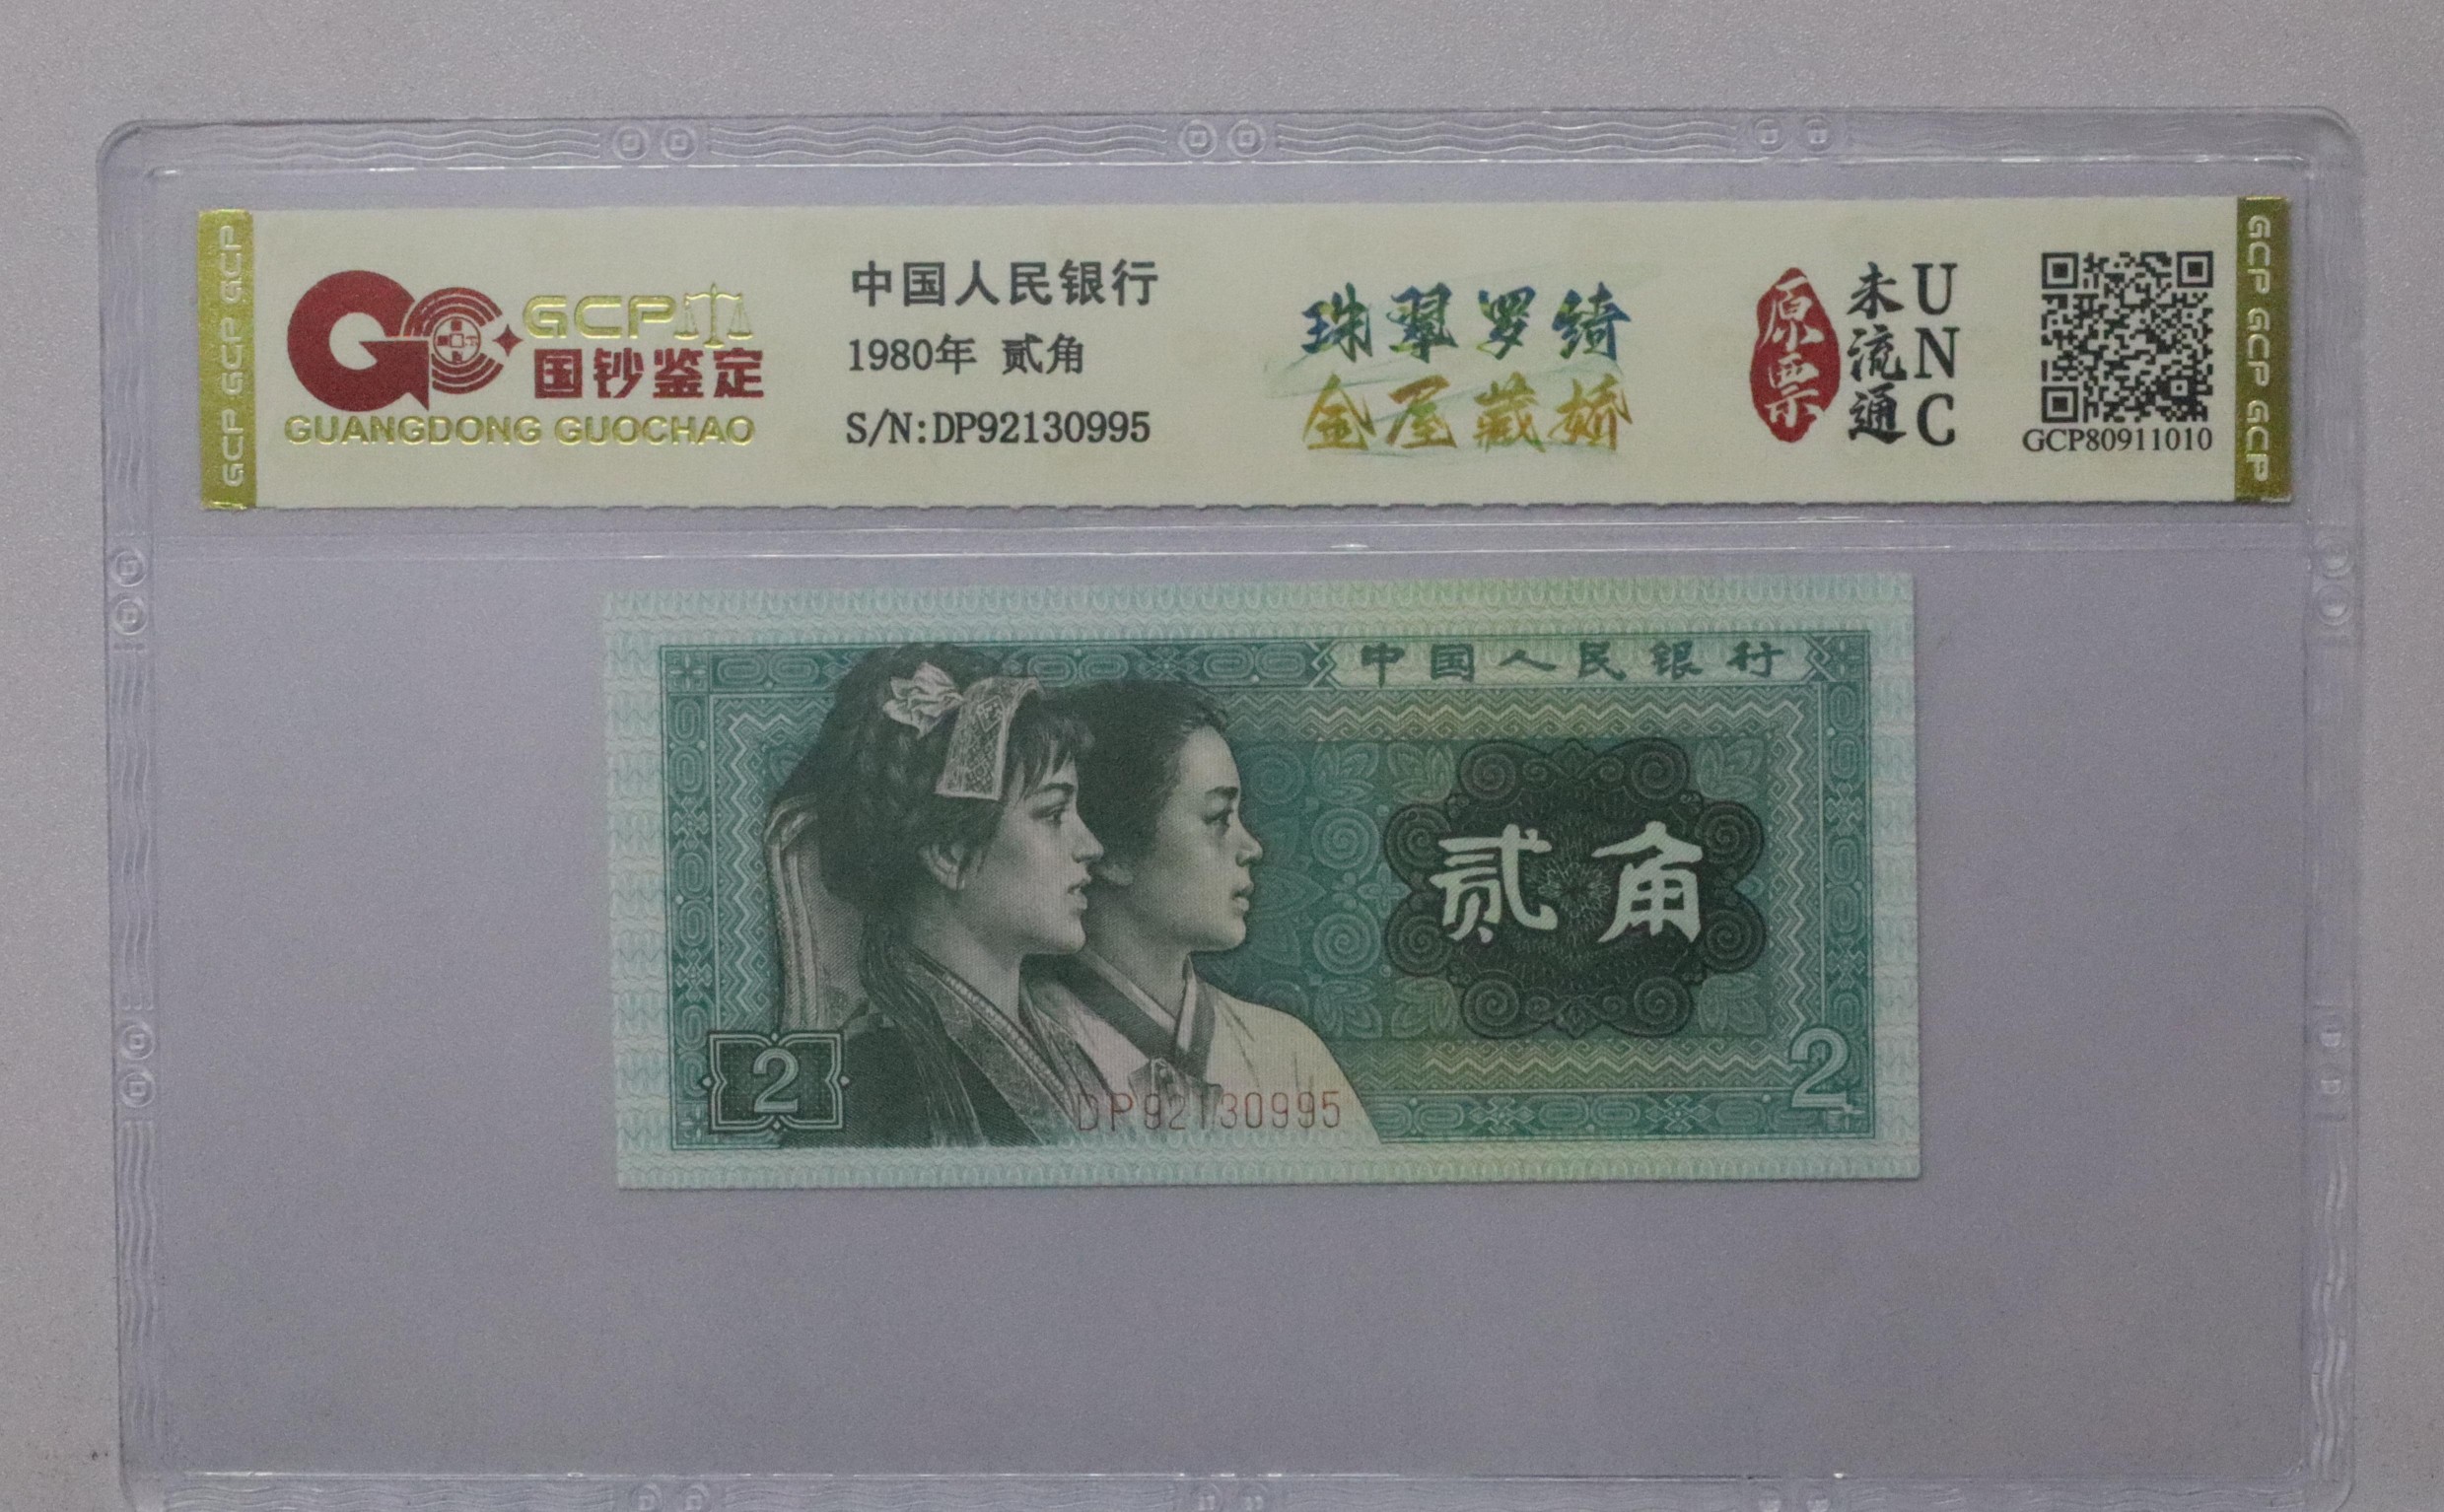 GCP GCP GCP
GCP
国钞鉴定
GUANGDONG GUOCHAO
中国人民银行
1980年 贰角
S/N:DP92130995
珠翠罗绮
金屋藏娇
原票
未流通
UNC
GCP80911010
GCP GCP GCP
中国人民银行
贰角
2
DP92130995
2